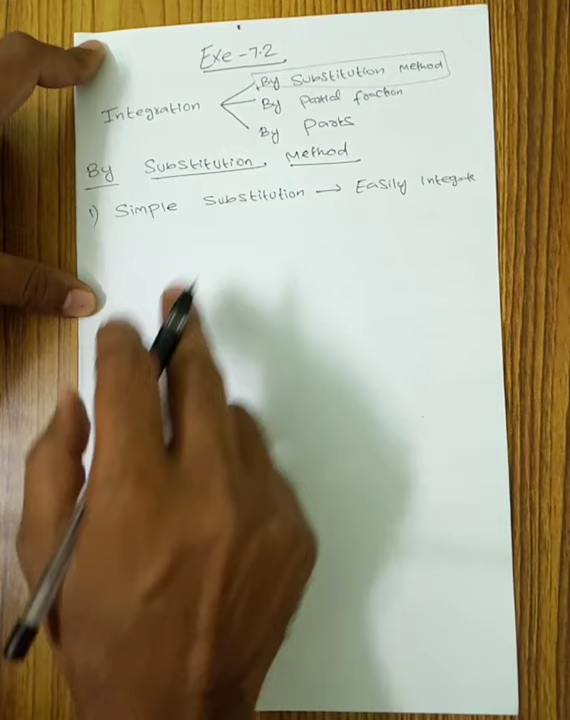 Exe - 7.2
By Substitution Method
Integration
By Partial fraction
By Parts
By Substitution Method
1) Simple Substitution → Easily Integrate